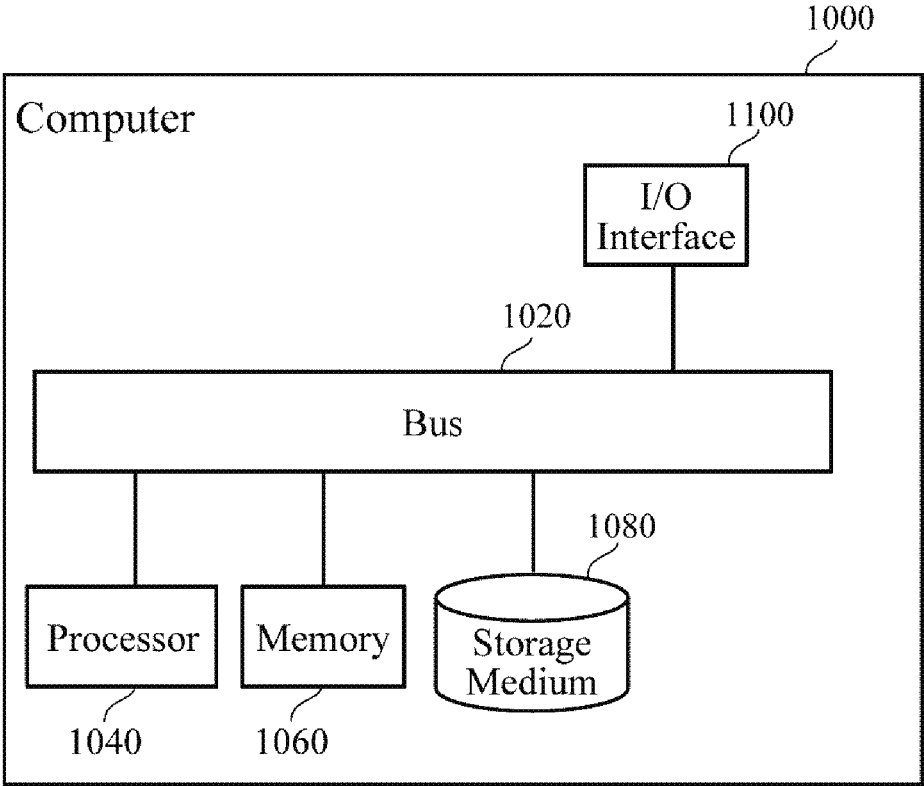 1000
Computer
1100
I/O
Interface
1020
Bus
1080
Processor
Memory
Storage
Medium
1040
1060